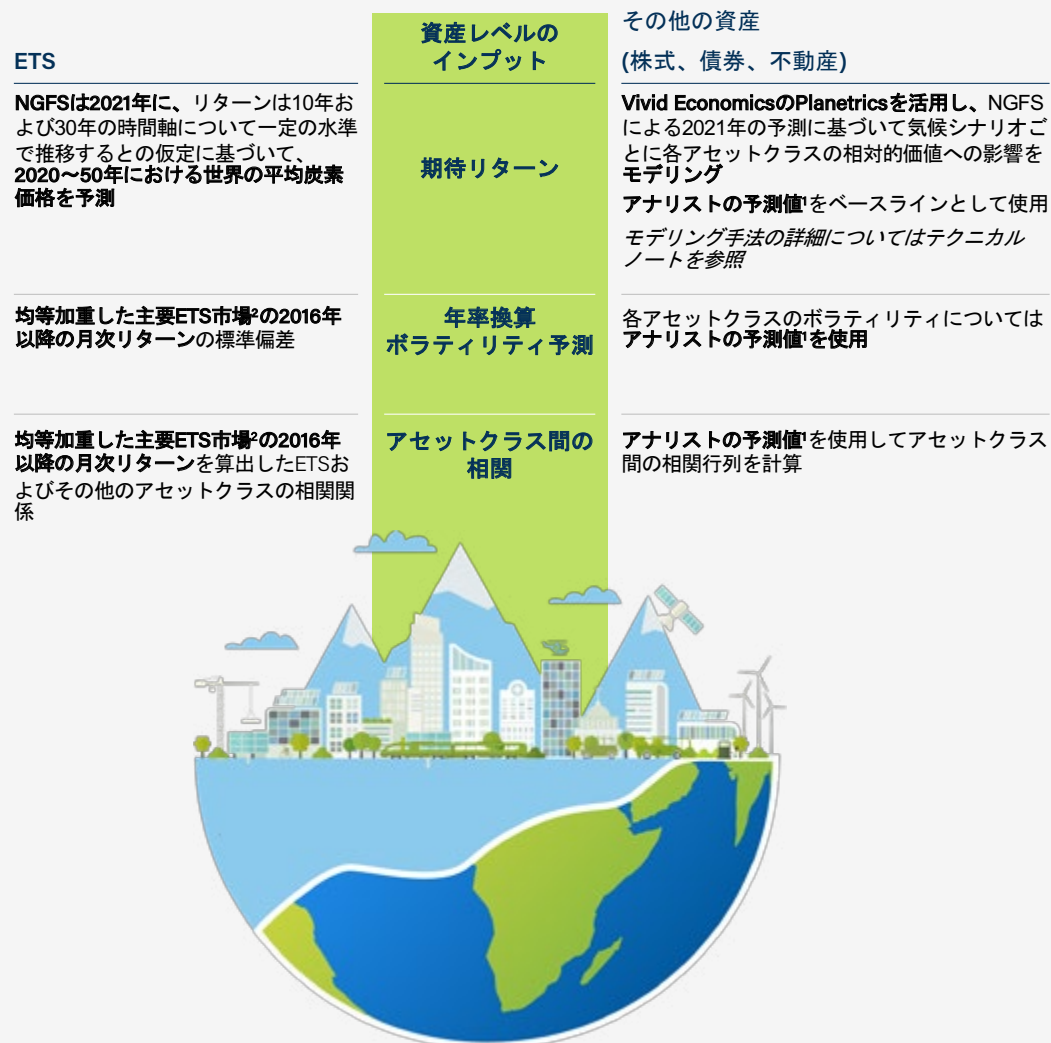 ETS
資産レベルの
インプット
その他の資産
(株式、債券、不動産)
NGFSは2021年に、リターンは10年お
よび30年の時間軸について一定の水準
で推移するとの仮定に基づいて、
2020～50年における世界の平均炭素
価格を予測
期待リターン
Vivid EconomicsのPlanetricsを活用し、NGFS
による2021年の予測に基づいて気候シナリオご
とに各アセットクラスの相対的価値への影響を
モデリング
アナリストの予測値¹をベースラインとして使用
モデリング手法の詳細についてはテクニカル
ノートを参照
均等加重した主要ETS市場²の2016年
以降の月次リターンの標準偏差
年率換算
ボラティリティ予測
各アセットクラスのボラティリティについては
アナリストの予測値¹を使用
均等加重した主要ETS市場²の2016年
以降の月次リターンを算出したETSお
よびその他のアセットクラスの相関関
係
アセットクラス間の
相関
アナリストの予測値¹を使用してアセットクラス
間の相関行列を計算